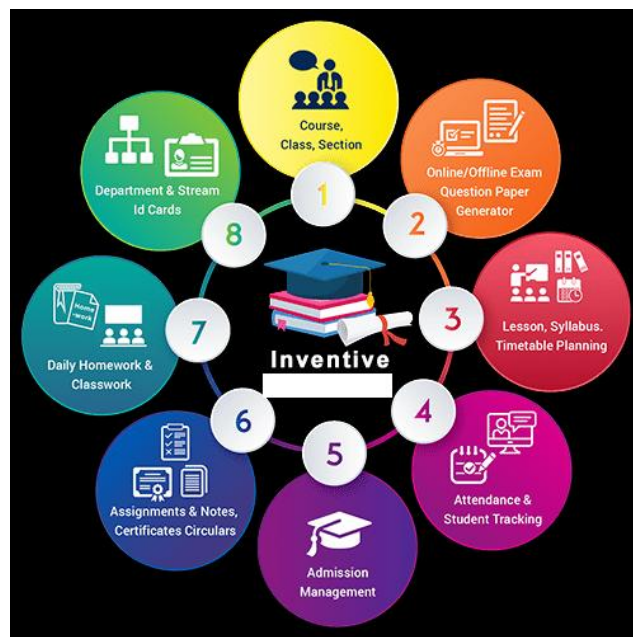 Course,
Class, Section
1
Online/Offline Exam
Question Paper
Generator
2
Lesson, Syllabus.
Timetable Planning
3
Attendance &
Student Tracking
4
Admission
Management
5
Assignments & Notes,
Certificates Circulars
6
Home
-work
Daily Homework &
Classwork
7
Department & Stream
Id Cards
8
Inventive